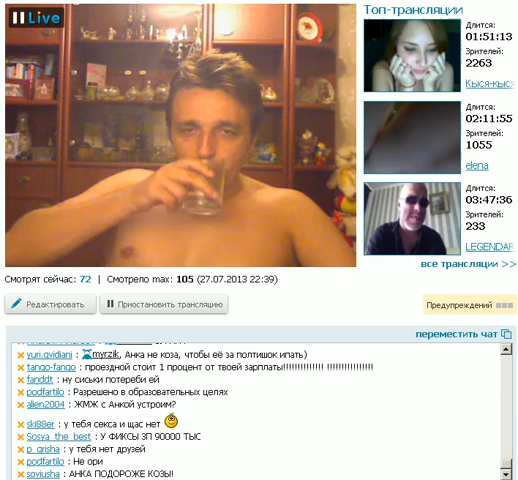 Live
Топ-трансляции
Длится:
01:51:13
Зрителей:
2263
Кыся-кыс
Длится:
02:11:55
Зрителей:
1055
elena
Длится:
03:47:36
Зрителей:
233
LEGENDAR
все трансляции >>
Смотрят сейчас: 72 | Смотрело max: 105 (27.07.2013 22:39)
Редактировать
Приостановить трансляцию
Предупреждений
переместить чат
yuri.gvidiani : myrzik, Анка не коза, чтобы её за полтишок ипать)
tango-fango : проездной стоит 1 процент от твоей зарплаты!!!!!!!!!!!!!! !!!!!!!!!!!!!!!!
fanddt : ну сиськи потереби ей
podfartilo : Разрешено в образовательных целях
alien2004 : ЖМЖ с Анкой устроим?
ski88er : у тебя секса и щас нет
Sosya_the_best : У ФИКСЫ ЗП 90000 ТЫС
p_grisha : у тебя нет друзей
podfartilo : Не ори
soviusha : АНКА ПОДОРОЖЕ КОЗЫ!